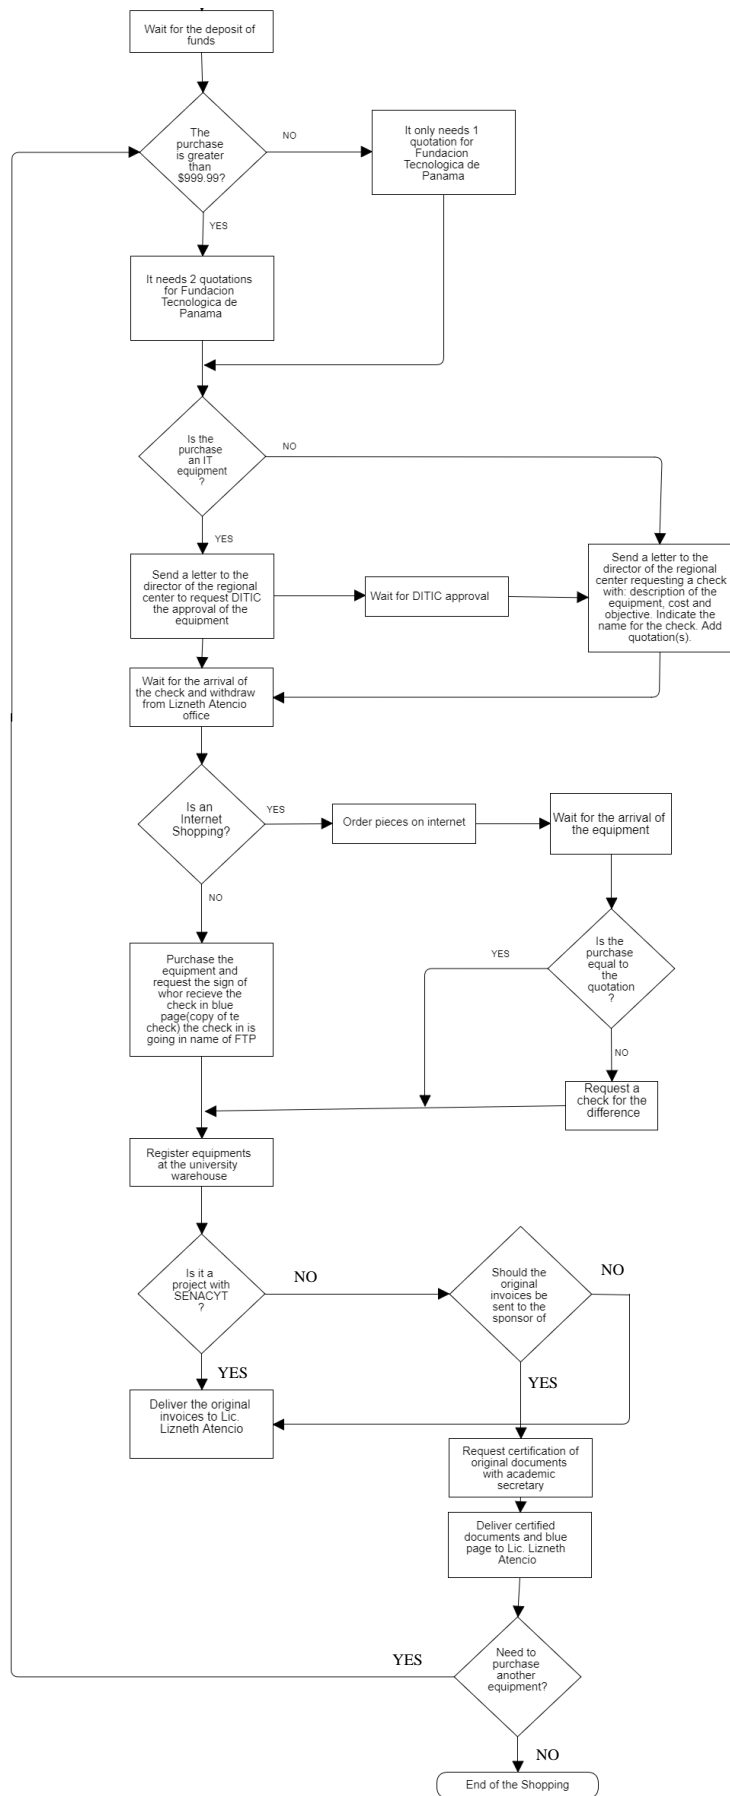 Wait for the deposit of
funds
The
purchase
is greater
than
$999.99?
NO
It only needs 1
quotation for
Fundacion
Tecnologica de
Panama
YES
It needs 2 quotations
for Fundacion
Tecnologica de
Panama
Is the
purchase
an IT
equipment
?
NO
YES
Send a letter to the
director of the regional
center to request DITIC
the approval of the
equipment
Wait for DITIC approval
Send a letter to the
director of the regional
center requesting a check
with: description of the
equipment, cost and
objective. Indicate the
name for the check. Add
quotation(s).
Wait for the arrival of
the check and withdraw
from Lizneth Atencio
office
Is an
Internet
Shopping?
YES
Order pieces on internet
Wait for the arrival of
the equipment
NO
Is the
purchase
equal to
the
quotation
?
YES
Purchase the
equipment and
request the sign of
whor recieve the
check in blue
page(copy of te
check) the check in is
going in name of FTP
NO
Request a
check for the
difference
Register equipments
at the university
warehouse
Is it a
project with
SENACYT
?
NO
Should the
original
invoices be
sent to the
sponsor of
NO
YES
YES
Deliver the original
invoices to Lic.
Lizneth Atencio
Request certification of
original documents
with academic
secretary
Deliver certified
documents and blue
page to Lic. Lizneth
Atencio
Need to
purchase
another
equipment?
YES
NO
End of the Shopping